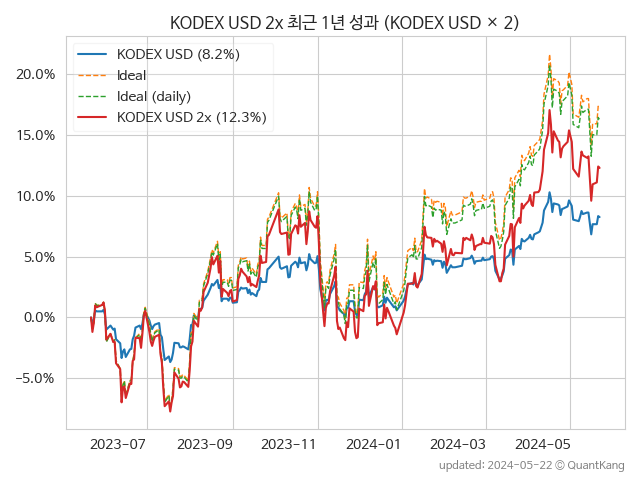 KODEX USD 2x 최근 1년 성과 (KODEX USD × 2)
KODEX USD (8.2%)
Ideal
Ideal (daily)
KODEX USD 2x (12.3%)
20.0%
15.0%
10.0%
5.0%
0.0%
−5.0%
2023−07 2023−09 2023−11 2024−01 2024−03 2024−05
updated: 2024-05-22 © QuantKang